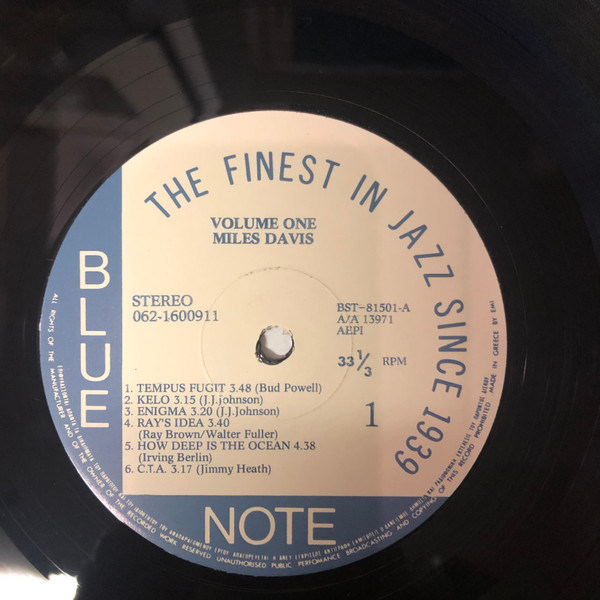 THE FINEST IN JAZZ SINCE 1939
VOLUME ONE
MILES DAVIS
BLUE
STEREO
062-1600911
BST-81501-A
A/A 13971
AEPI
33 1/3 RPM
1
1. TEMPUS FUGIT 3.48 (Bud Powell)
2. KELO 3.15 (J.J.johnson)
3. ENIGMA 3.20 (J.J.Johnson)
4. RAY'S IDEA 3.40
(Ray Brown/Walter Fuller)
5. HOW DEEP IS THE OCEAN 4.38
(Irving Berlin)
6. C.T.A. 3.17 (Jimmy Heath)
NOTE
MADE IN GREECE BY EMI
ALL RIGHTS OF THE MANUFACTURER AND OF THE OWNER OF THE RECORDED WORK RESERVED UNAUTHORISED PUBLIC PERFOMANCE BROADCASTING AND COPYING OF THIS RECORD PROHIBITED